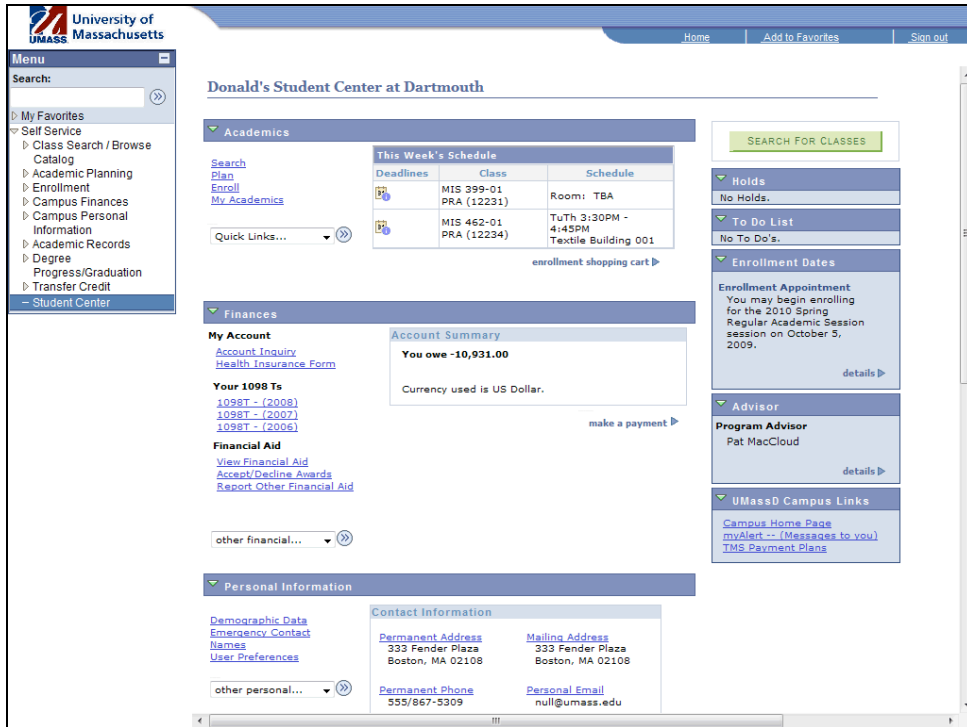 University of
Massachusetts
UMASS
Home
Add to Favorites
Sign out
Menu
Search:
My Favorites
Self Service
Class Search / Browse
Catalog
Academic Planning
Enrollment
Campus Finances
Campus Personal
Information
Academic Records
Degree
Progress/Graduation
Transfer Credit
Student Center
Donald's Student Center at Dartmouth
Academics
Search
Plan
Enroll
My Academics
Quick Links...
This Week's Schedule
Deadlines Class Schedule
MIS 399-01
PRA (12231)
Room: TBA
MIS 462-01
PRA (12234)
TuTh 3:30PM -
4:45PM
Textile Building 001
enrollment shopping cart
Finances
My Account
Account Inquiry
Health Insurance Form
Your 1098 Ts
1098T - (2008)
1098T - (2007)
1098T - (2006)
Financial Aid
View Financial Aid
Accept/Decline Awards
Report Other Financial Aid
other financial...
Account Summary
You owe -10,931.00
Currency used is US Dollar.
make a payment
Personal Information
Demographic Data
Emergency Contact
Names
User Preferences
other personal...
Contact Information
Permanent Address
333 Fender Plaza
Boston, MA 02108
Mailing Address
333 Fender Plaza
Boston, MA 02108
Permanent Phone
555/867-5309
Personal Email
null@umass.edu
SEARCH FOR CLASSES
Holds
No Holds.
To Do List
No To Do's.
Enrollment Dates
Enrollment Appointment
You may begin enrolling
for the 2010 Spring
Regular Academic Session
session on October 5,
2009.
details
Advisor
Program Advisor
Pat MacCloud
details
UMassD Campus Links
Campus Home Page
myAlert -- (Messages to you)
TMS Payment Plans